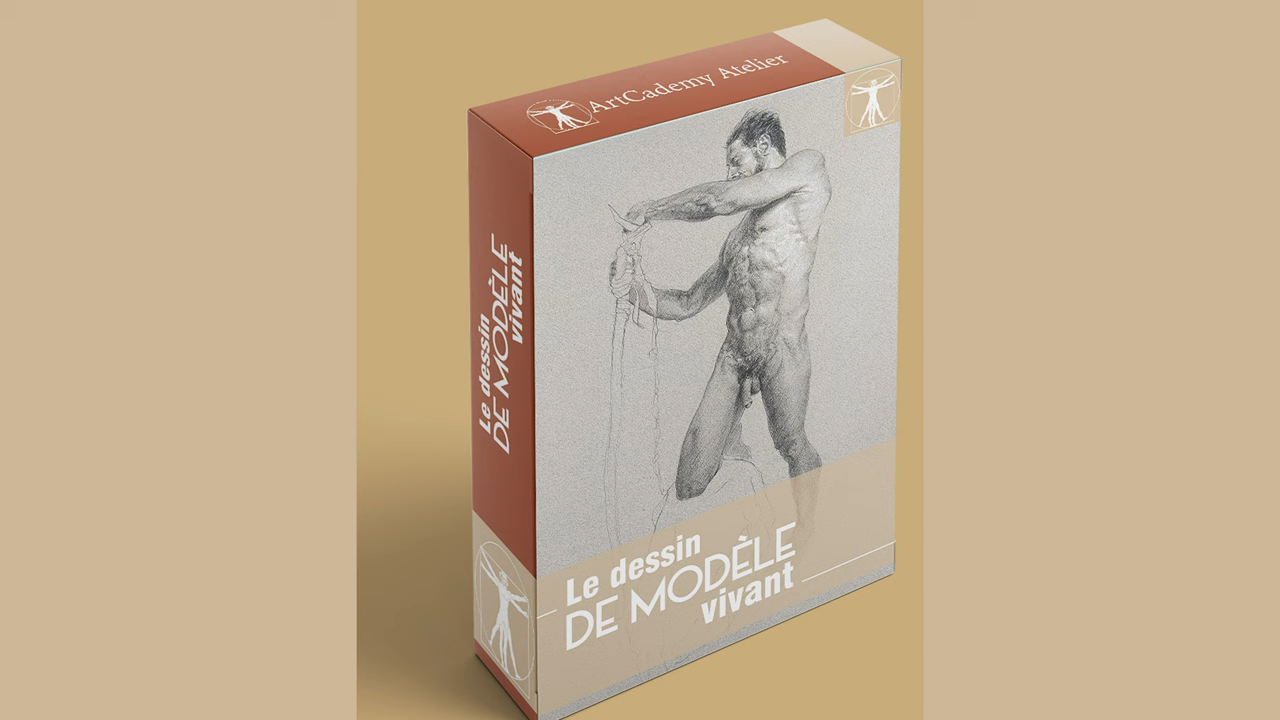 ArtCademy Atelier
Le dessin
DE MODÈLE
vivant
Le dessin
DE MODÈLE
vivant